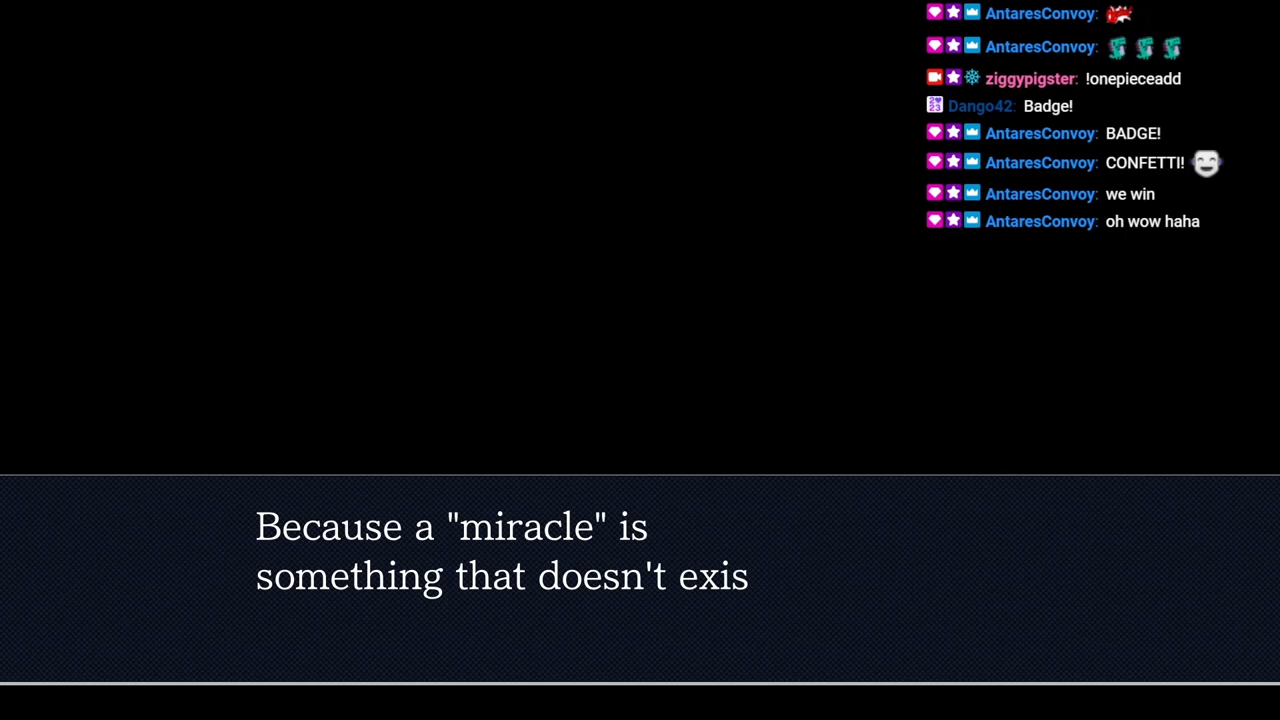 AntaresConvoy:
AntaresConvoy:
ziggypigster: !onepieceadd
Dango42: Badge!
AntaresConvoy: BADGE!
AntaresConvoy: CONFETTI!
AntaresConvoy: we win
AntaresConvoy: oh wow haha
Because a "miracle" is
something that doesn't exis